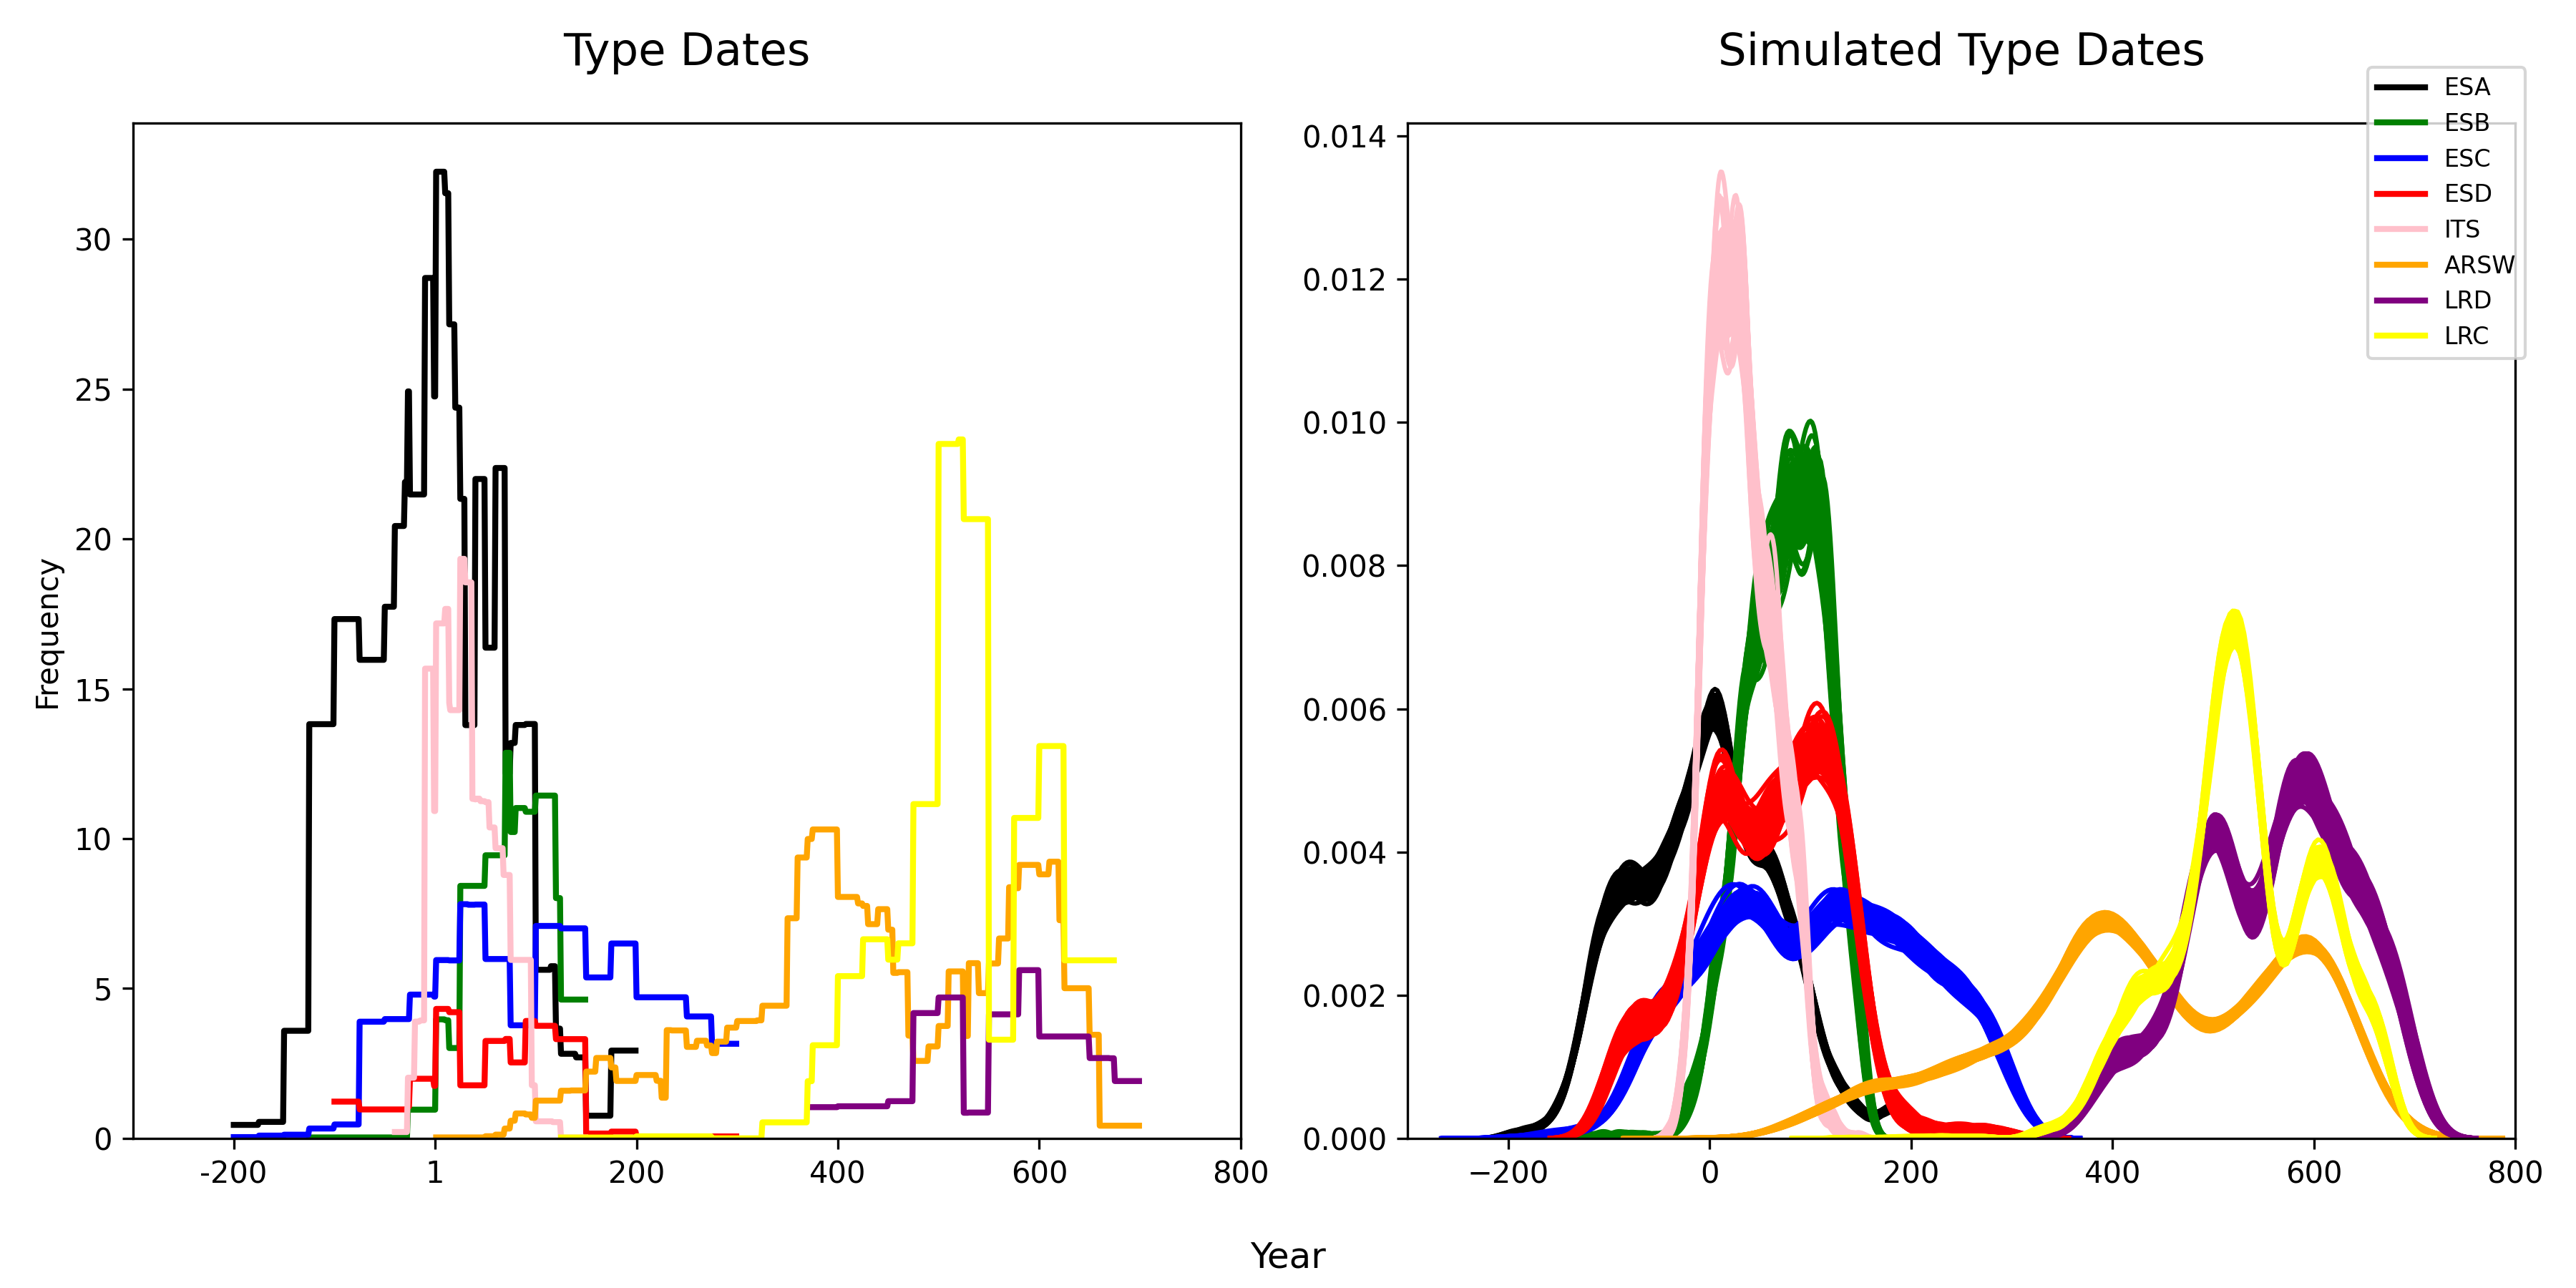 Type Dates
Simulated Type Dates
Frequency
30
25
20
15
10
5
0
-200
1
200
400
600
800
0.014
0.012
0.010
0.008
0.006
0.004
0.002
0.000
−200
0
200
400
600
800
ESA
ESB
ESC
ESD
ITS
ARSW
LRD
LRC
Year